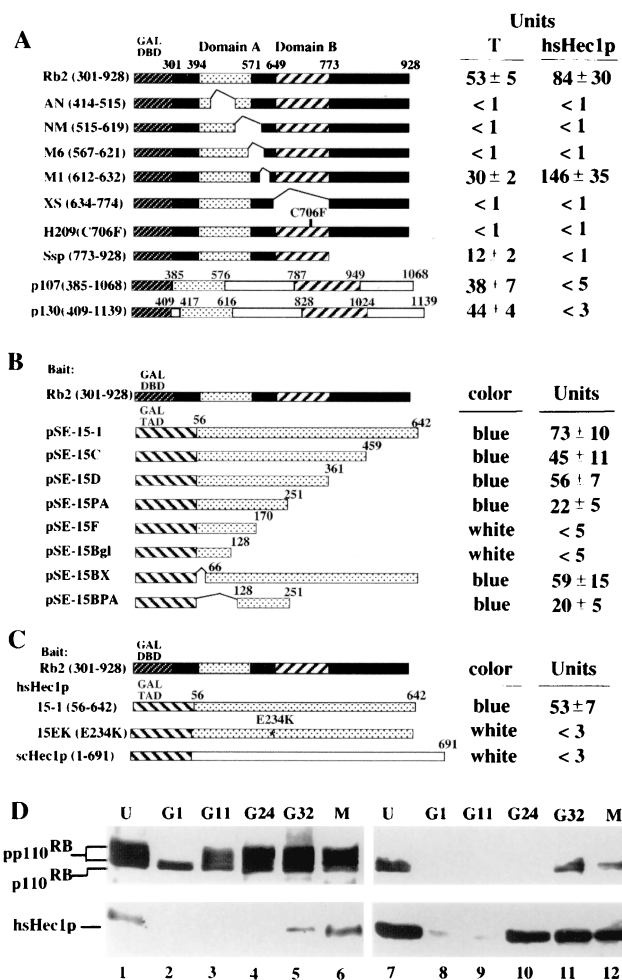 A
Units
GAL DBD
Domain A
Domain B
T
hsHec1p
301 394 571 649 773 928
Rb2 (301-928) 53 ± 5 84 ± 30
AN (414-515) < 1 < 1
NM (515-619) < 1 < 1
M6 (567-621) < 1 < 1
M1 (612-632) 30 ± 2 146 ± 35
XS (634-774) < 1 < 1
C706F
H209(C706F) < 1 < 1
Ssp (773-928) 12 ± 2 < 1
385 576 787 949 1068
p107(385-1068) 38 ± 7 < 5
409 417 616 828 1024 1139
p130(409-1139) 44 ± 4 < 3
B
Bait:
GAL DBD
Rb2 (301-928)
color Units
GAL TAD
56 642
pSE-15-1 blue 73 ± 10
459
pSE-15C blue 45 ± 11
361
pSE-15D blue 56 ± 7
251
pSE-15PA blue 22 ± 5
170
pSE-15F white < 5
128
pSE-15Bgl white < 5
66
pSE-15BX blue 59 ± 15
128 251
pSE-15BPA blue 20 ± 5
C
Bait:
GAL DBD
Rb2 (301-928)
color Units
hsHec1p
GAL TAD
56 642
15-1 (56-642) blue 53 ± 7
E234K
15EK (E234K) white < 3
691
scHec1p (1-691) white < 3
D
U G1 G11 G24 G32 M U G1 G9 G24 G32 M
pp110RB
p110RB
hsHec1p
1 2 3 4 5 6 7 8 9 10 11 12